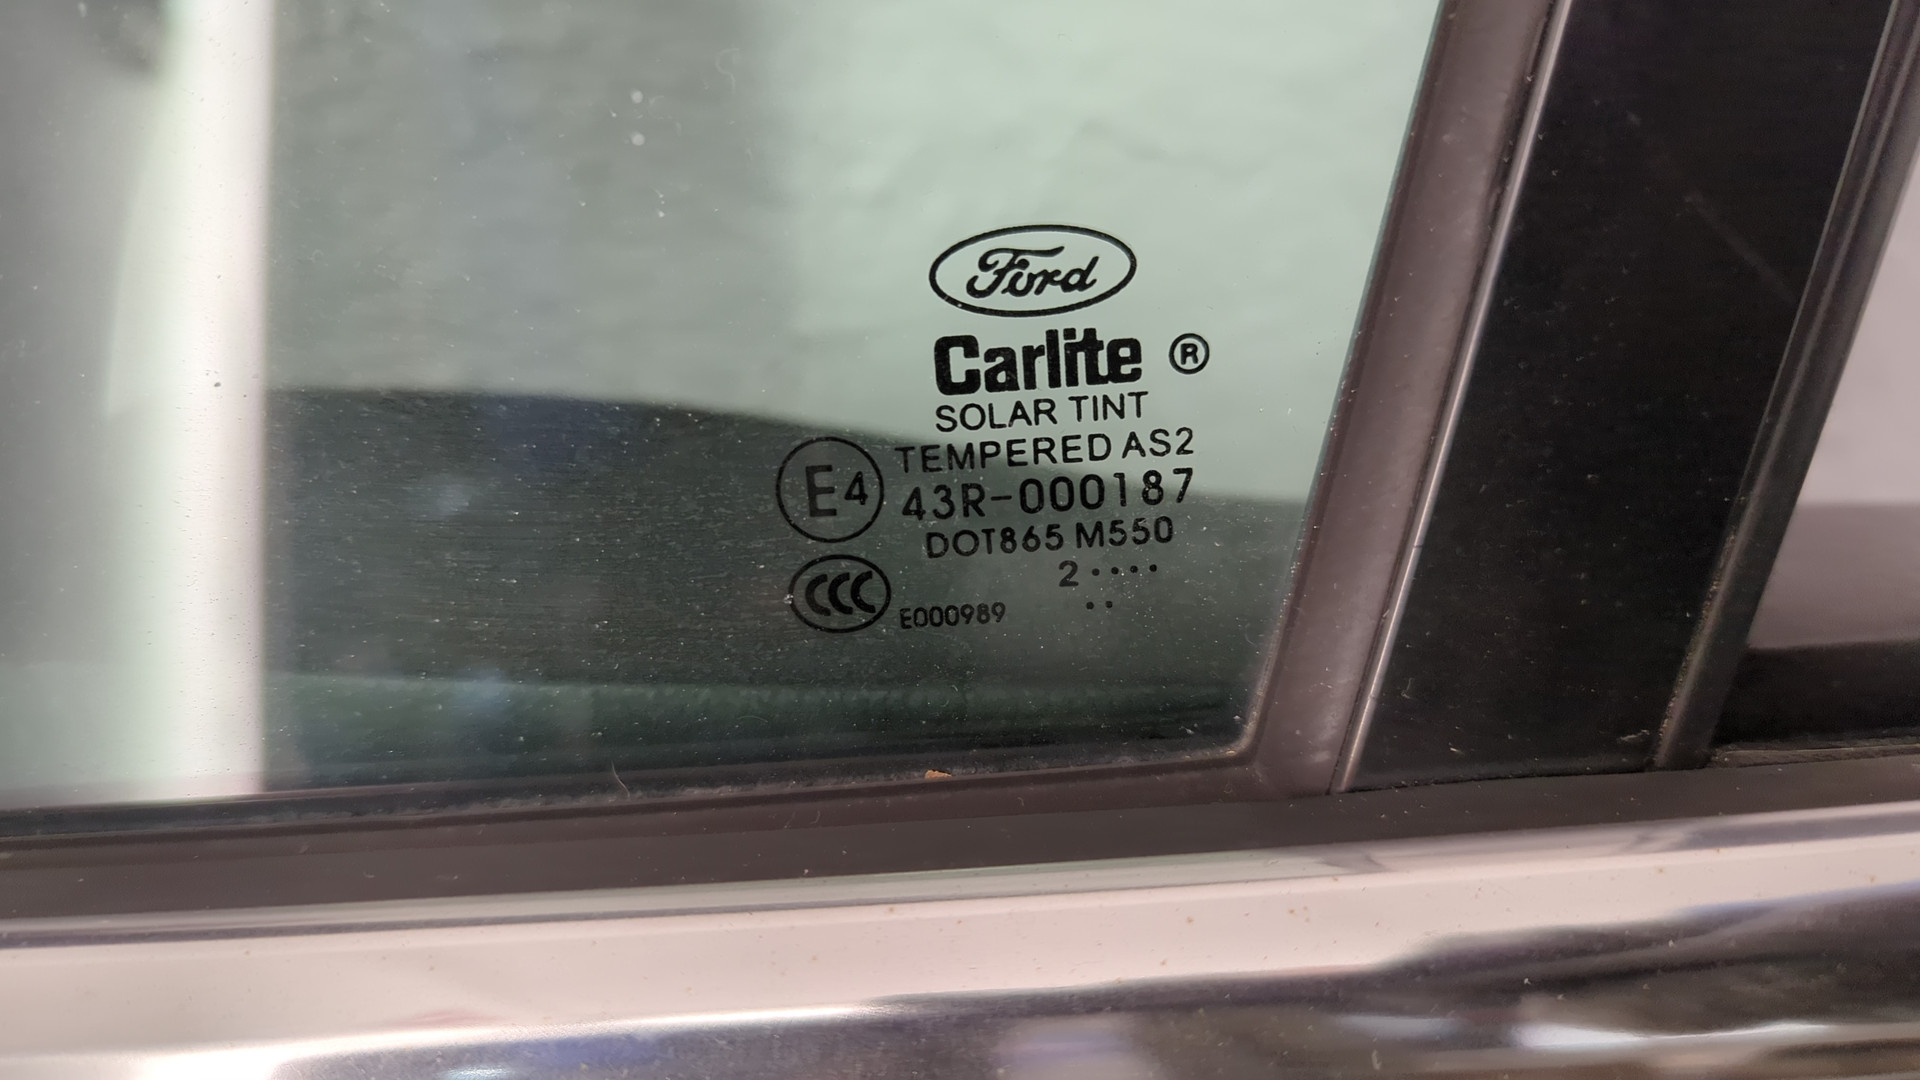 Ford
Carlite ®
SOLAR TINT
TEMPERED AS2
E4 43R-000187
DOT865 M550
2 ····
··
CCC E000989